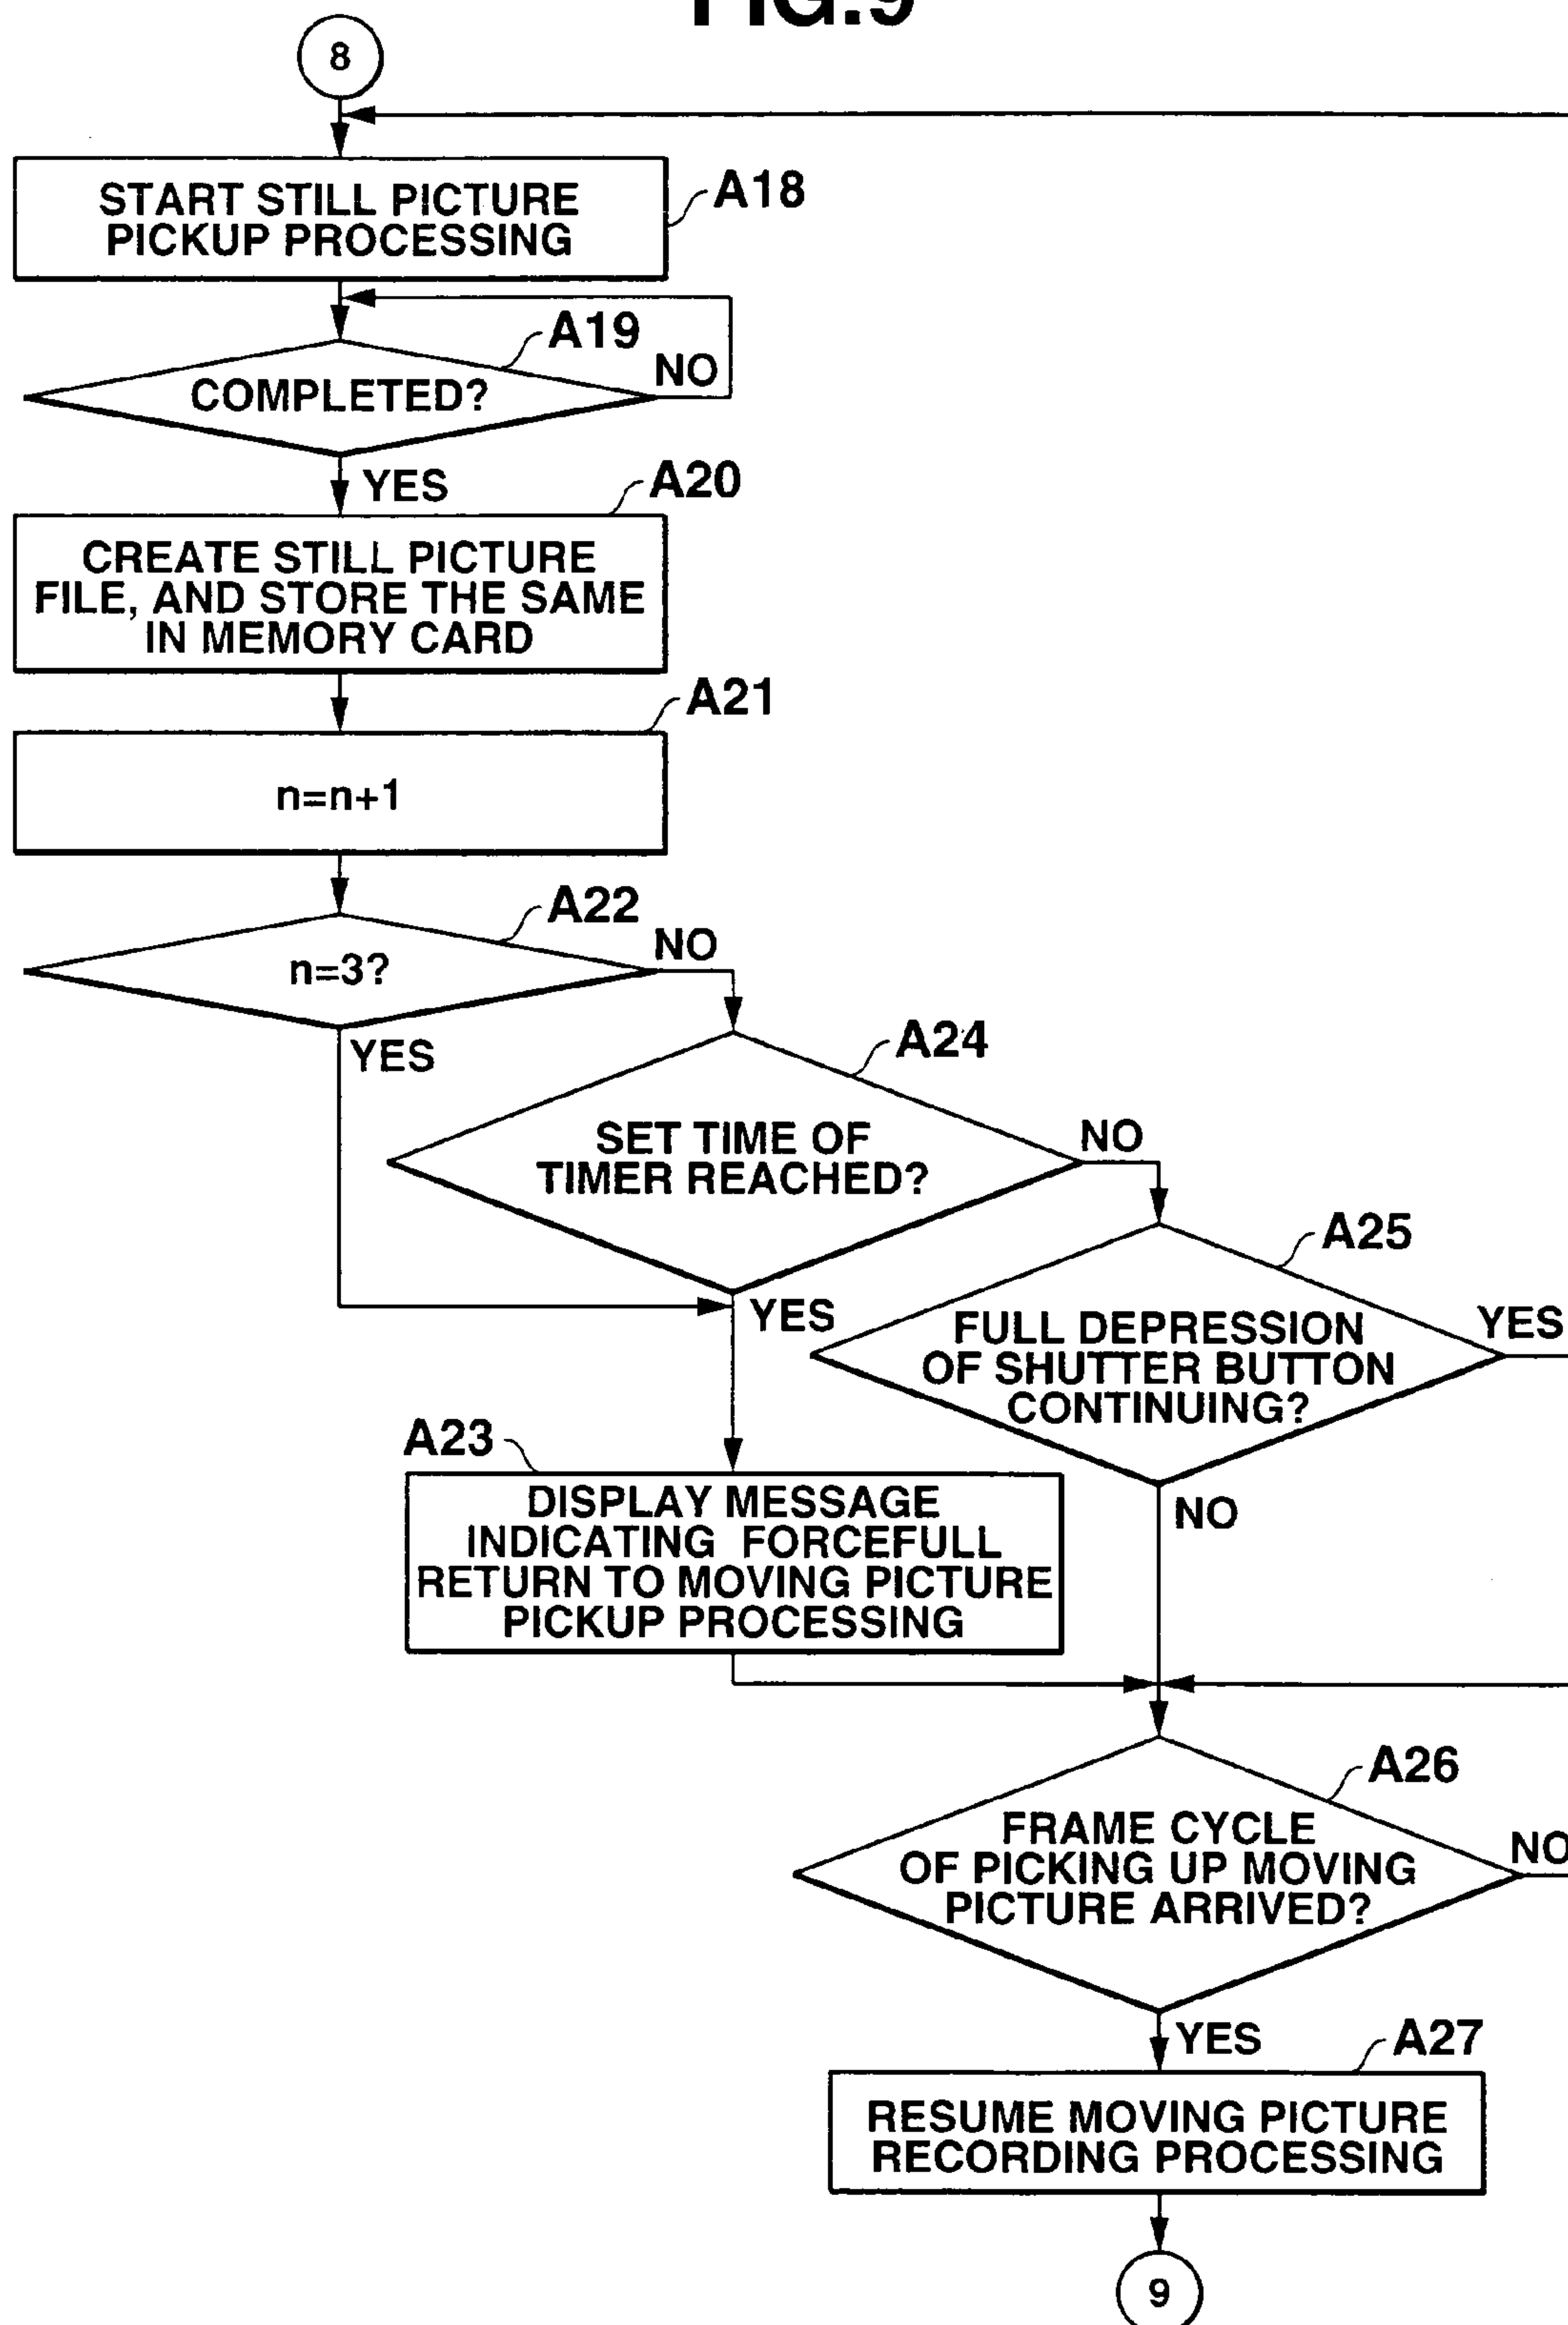 FIG.9
8
START STILL PICTURE
PICKUP PROCESSING
A18
A19
COMPLETED?
NO
YES
A20
CREATE STILL PICTURE
FILE, AND STORE THE SAME
IN MEMORY CARD
A21
n=n+1
A22
n=3?
NO
YES
A24
SET TIME OF
TIMER REACHED?
NO
YES
A25
FULL DEPRESSION
OF SHUTTER BUTTON
CONTINUING?
YES
NO
A23
DISPLAY MESSAGE
INDICATING FORCEFULL
RETURN TO MOVING PICTURE
PICKUP PROCESSING
A26
FRAME CYCLE
OF PICKING UP MOVING
PICTURE ARRIVED?
NO
YES
A27
RESUME MOVING PICTURE
RECORDING PROCESSING
9